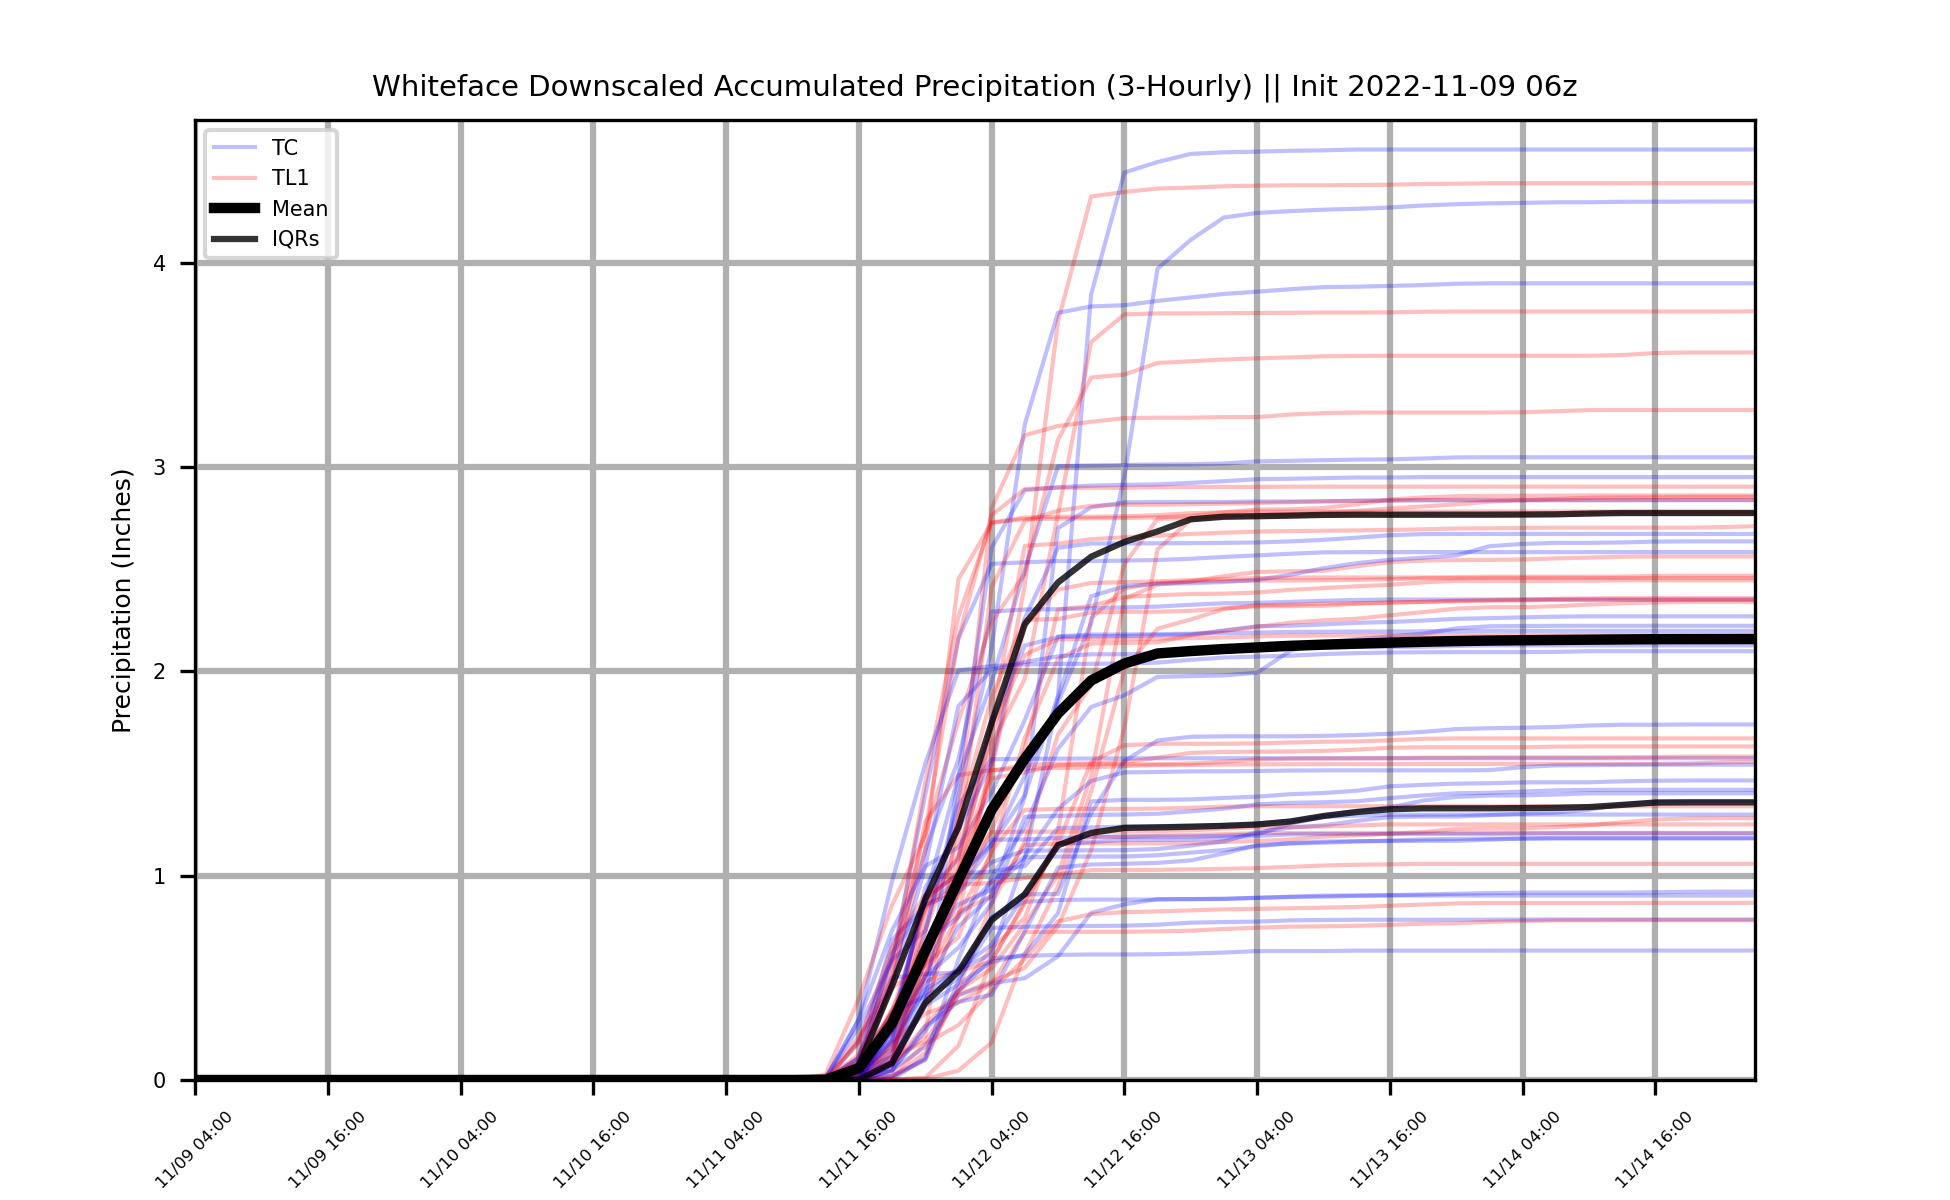 Whiteface Downscaled Accumulated Precipitation (3-Hourly) || Init 2022-11-09 06z
TC
TL1
Mean
IQRs
Precipitation (Inches)
4
3
2
1
0
11/09 04:00
11/09 16:00
11/10 04:00
11/10 16:00
11/11 04:00
11/11 16:00
11/12 04:00
11/12 16:00
11/13 04:00
11/13 16:00
11/14 04:00
11/14 16:00